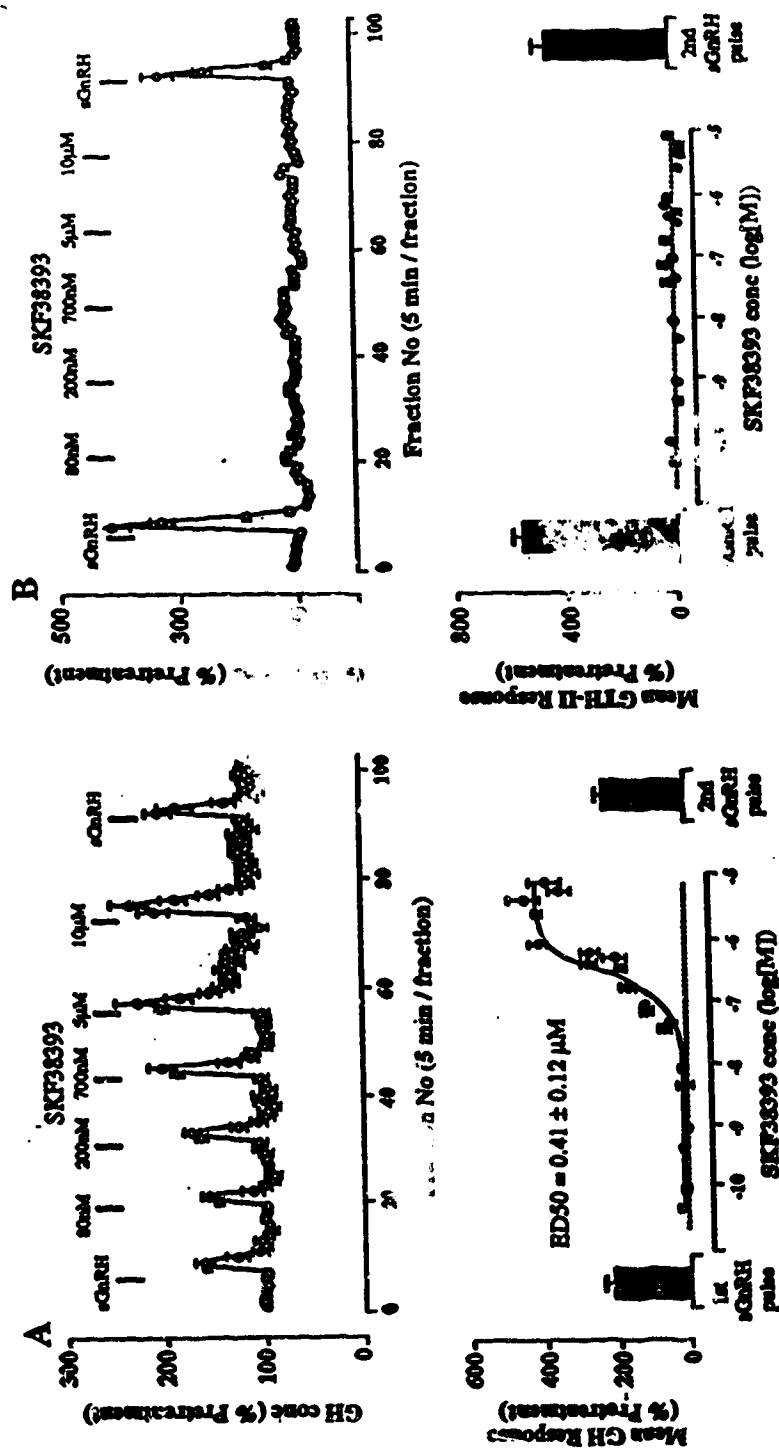 A
SKF38393
sGnRH
80nM
200nM
700nM
5µM
10µM
sGnRH
300
200
100
0
GH conc (% Pretreatment)
0
20
40
60
80
100
n No (5 min / fraction)
600
400
200
0
Mean GH Response
(% Pretreatment)
ED50 = 0.41 ± 0.12 µM
1st
sGnRH
pulse
-10
-9
-8
-7
-6
-5
SKF38393 conc (log[M])
2nd
sGnRH
pulse
B
SKF38393
sGnRH
80nM
200nM
700nM
5µM
10µM
sGnRH
500
300
(% Pretreatment)
0
20
40
60
80
100
Fraction No (5 min / fraction)
800
400
0
Mean GTH-II Response
(% Pretreatment)
pulse
-9
-8
-7
-6
-5
SKF38393 conc (log[M])
2nd
sGnRH
pulse